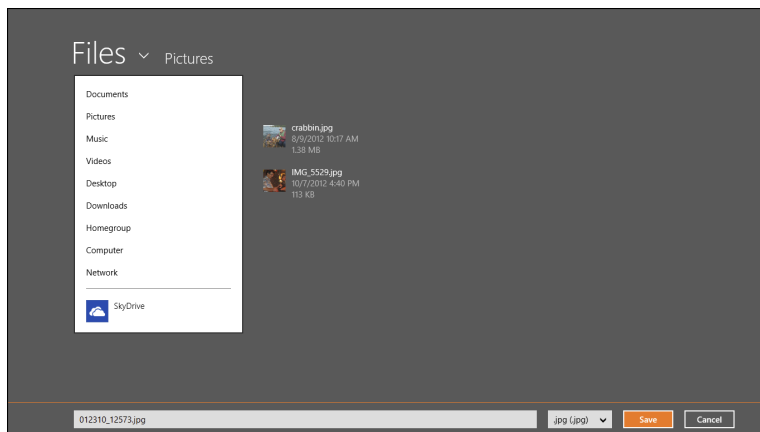 Files Pictures
Documents
Pictures
Music
Videos
Desktop
Downloads
Homegroup
Computer
Network
SkyDrive
crabbin.jpg
8/9/2012 10:17 AM
1.38 MB
IMG_5529.jpg
10/7/2012 4:40 PM
113 KB
012310_12573.jpg
.jpg (.jpg)
Save
Cancel